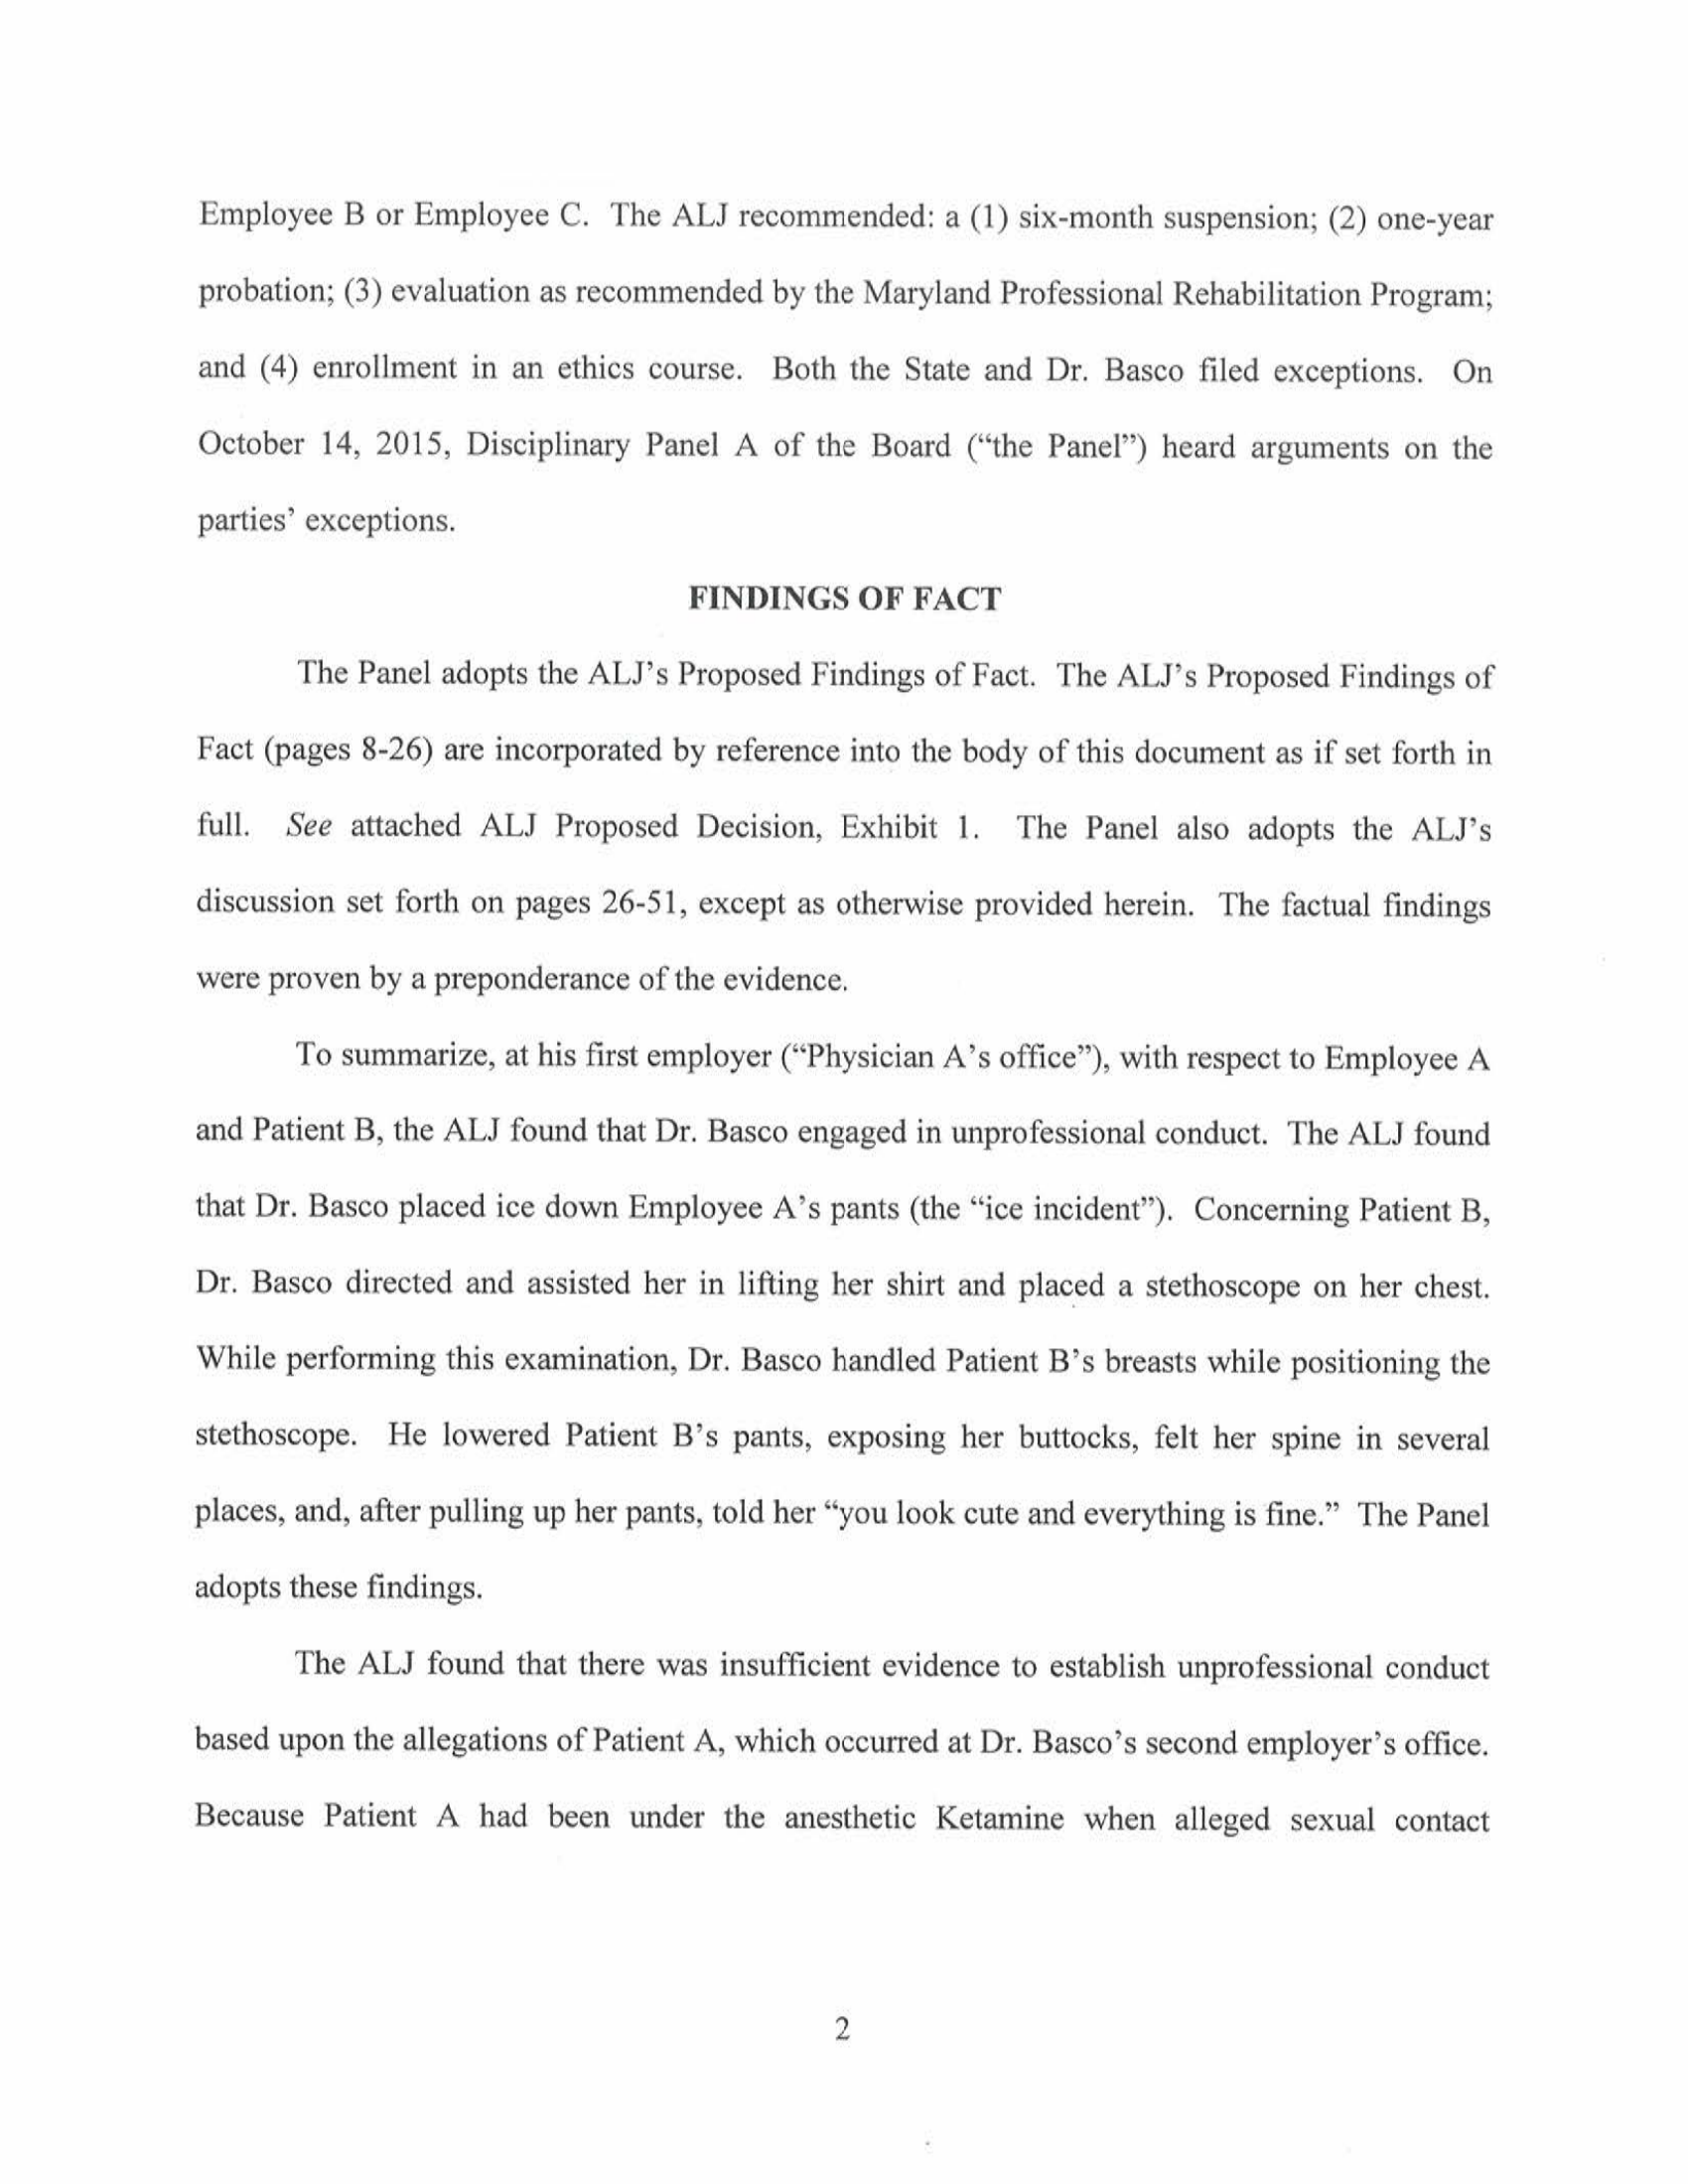 Employee B or Employee C. The ALJ recommended: a (1) six-month suspension; (2) one-year
probation; (3) evaluation as recommended by the Maryland Professional Rehabilitation Program;
and (4) enrollment in an ethics course. Both the State and Dr. Basco filed exceptions. On
October 14, 2015, Disciplinary Panel A of the Board (“the Panel”) heard arguments on the
parties’ exceptions.
FINDINGS OF FACT
The Panel adopts the ALJ’s Proposed Findings of Fact. The ALJ’s Proposed Findings of
Fact (pages 8-26) are incorporated by reference into the body of this document as if set forth in
full. See attached ALJ Proposed Decision, Exhibit 1. The Panel also adopts the ALJ’s
discussion set forth on pages 26-51, except as otherwise provided herein. The factual findings
were proven by a preponderance of the evidence.
To summarize, at his first employer (“Physician A’s office”), with respect to Employee A
and Patient B, the ALJ found that Dr. Basco engaged in unprofessional conduct. The ALJ found
that Dr. Basco placed ice down Employee A’s pants (the “ice incident”). Concerning Patient B,
Dr. Basco directed and assisted her in lifting her shirt and placed a stethoscope on her chest.
While performing this examination, Dr. Basco handled Patient B’s breasts while positioning the
stethoscope. He lowered Patient B’s pants, exposing her buttocks, felt her spine in several
places, and, after pulling up her pants, told her “you look cute and everything is fine.” The Panel
adopts these findings.
The ALJ found that there was insufficient evidence to establish unprofessional conduct
based upon the allegations of Patient A, which occurred at Dr. Basco’s second employer’s office.
Because Patient A had been under the anesthetic Ketamine when alleged sexual contact
2